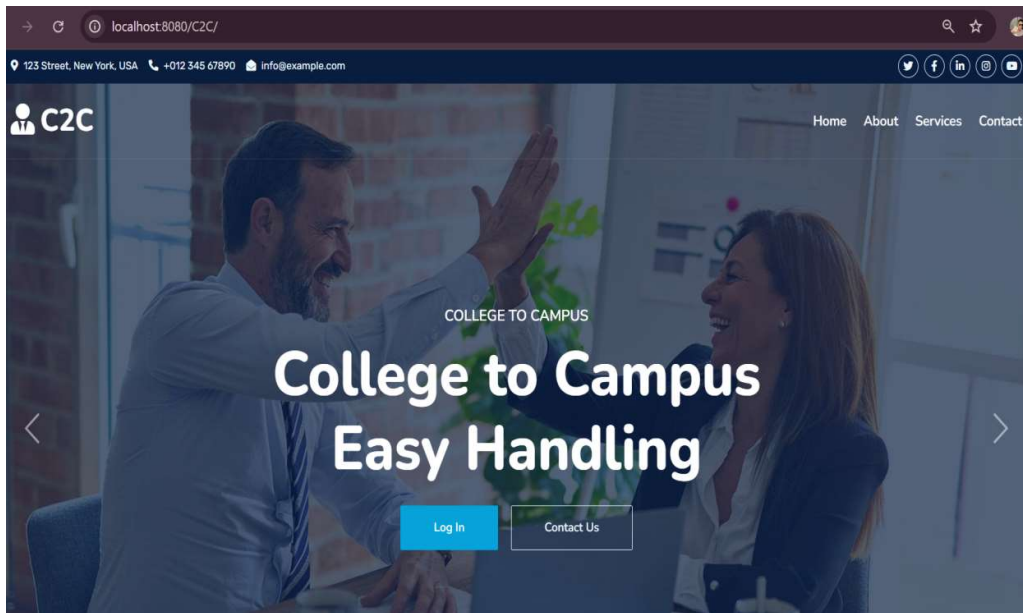 localhost:8080/C2C/
123 Street, New York, USA +012 345 67890 info@example.com
C2C
Home About Services Contact
COLLEGE TO CAMPUS
College to Campus
Easy Handling
Log In Contact Us